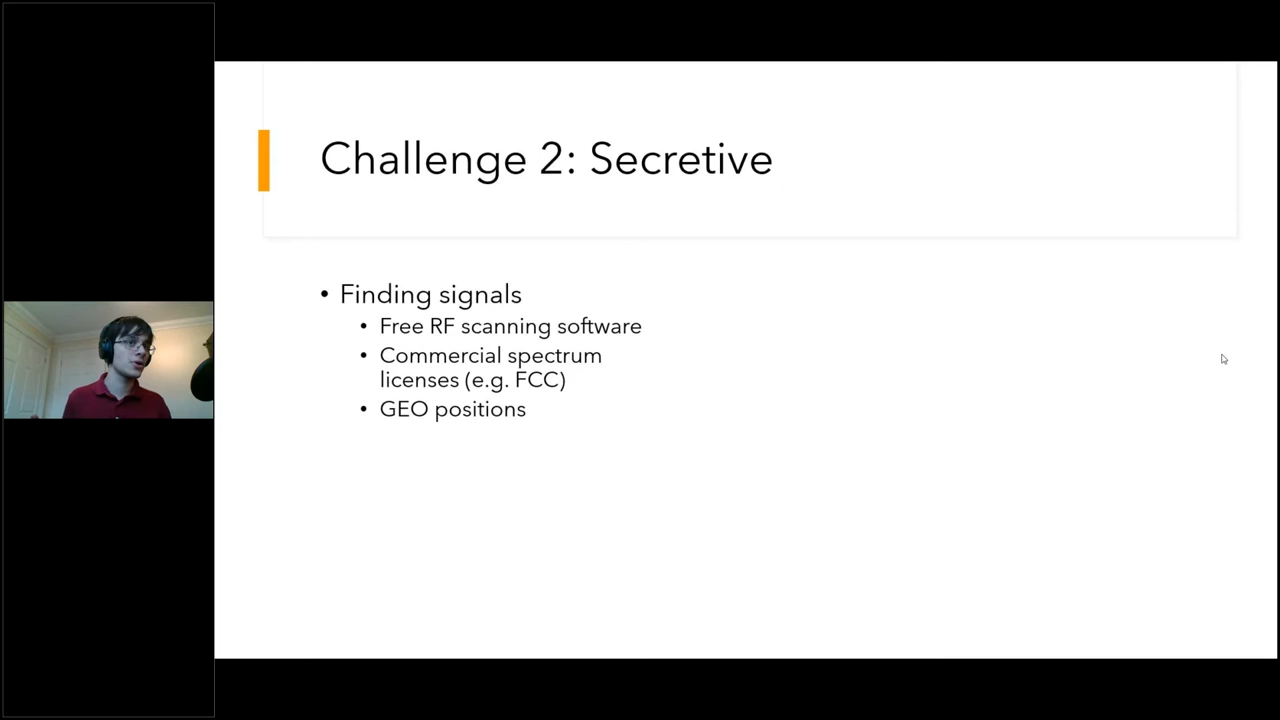 Challenge 2: Secretive
• Finding signals
• Free RF scanning software
• Commercial spectrum
licenses (e.g. FCC)
• GEO positions